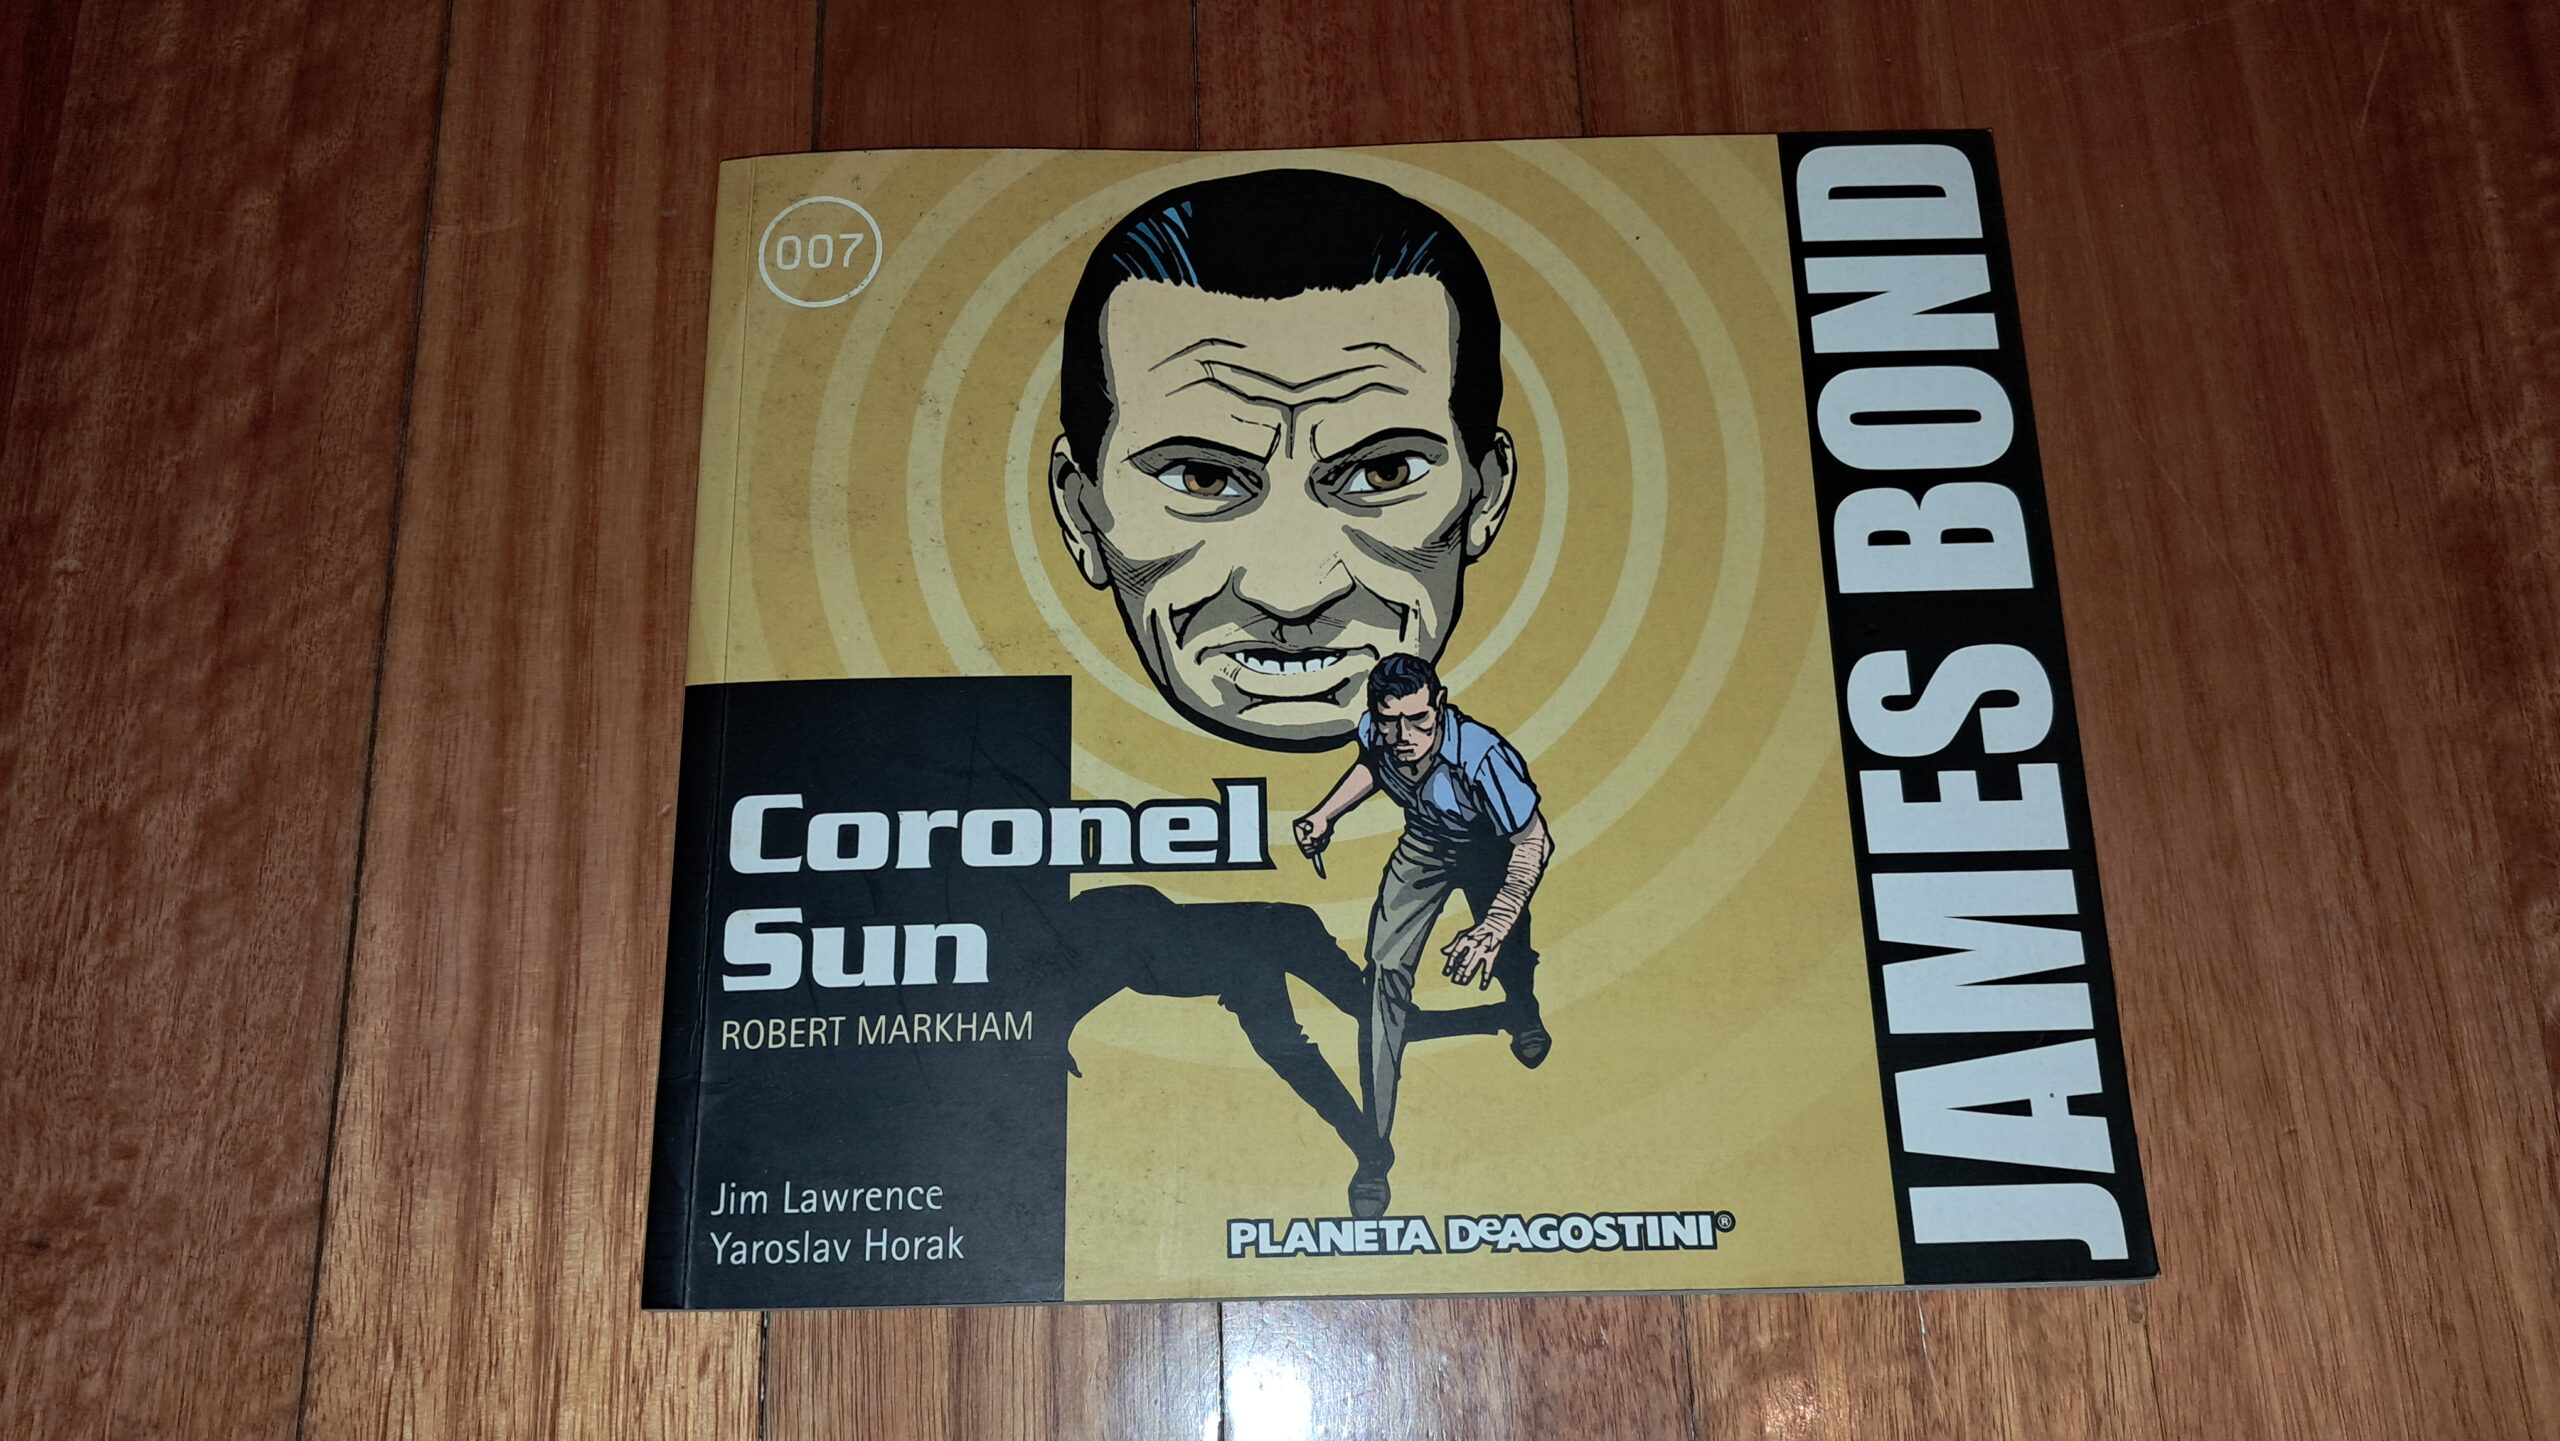 007
Coronel
Sun
ROBERT MARKHAM
Jim Lawrence
Yaroslav Horak
PLANETA DeAGOSTINI®
JAMES BOND